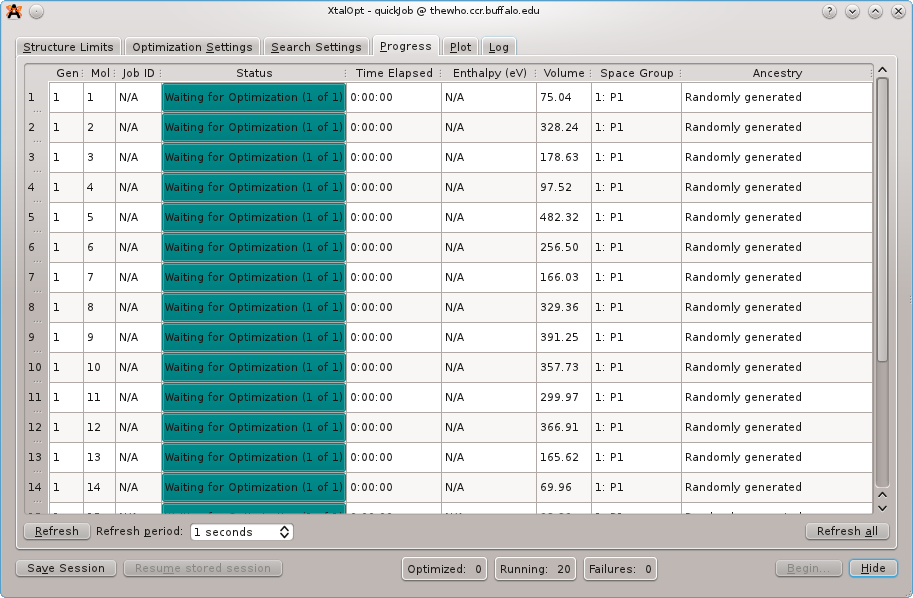 XtalOpt - quickJob @ thewho.ccr.buffalo.edu
Structure Limits Optimization Settings Search Settings Progress Plot Log
Gen Mol Job ID Status Time Elapsed Enthalpy (eV) Volume Space Group Ancestry
1 1 1 N/A Waiting for Optimization (1 of 1) 0:00:00 N/A 75.04 1: P1 Randomly generated
2 1 2 N/A Waiting for Optimization (1 of 1) 0:00:00 N/A 328.24 1: P1 Randomly generated
3 1 3 N/A Waiting for Optimization (1 of 1) 0:00:00 N/A 178.63 1: P1 Randomly generated
4 1 4 N/A Waiting for Optimization (1 of 1) 0:00:00 N/A 97.52 1: P1 Randomly generated
5 1 5 N/A Waiting for Optimization (1 of 1) 0:00:00 N/A 482.32 1: P1 Randomly generated
6 1 6 N/A Waiting for Optimization (1 of 1) 0:00:00 N/A 256.50 1: P1 Randomly generated
7 1 7 N/A Waiting for Optimization (1 of 1) 0:00:00 N/A 166.03 1: P1 Randomly generated
8 1 8 N/A Waiting for Optimization (1 of 1) 0:00:00 N/A 329.36 1: P1 Randomly generated
9 1 9 N/A Waiting for Optimization (1 of 1) 0:00:00 N/A 391.25 1: P1 Randomly generated
10 1 10 N/A Waiting for Optimization (1 of 1) 0:00:00 N/A 357.73 1: P1 Randomly generated
11 1 11 N/A Waiting for Optimization (1 of 1) 0:00:00 N/A 299.97 1: P1 Randomly generated
12 1 12 N/A Waiting for Optimization (1 of 1) 0:00:00 N/A 366.91 1: P1 Randomly generated
13 1 13 N/A Waiting for Optimization (1 of 1) 0:00:00 N/A 165.62 1: P1 Randomly generated
14 1 14 N/A Waiting for Optimization (1 of 1) 0:00:00 N/A 69.96 1: P1 Randomly generated
Refresh Refresh period: 1 seconds Refresh all
Save Session Resume stored session Optimized: 0 Running: 20 Failures: 0 Begin... Hide